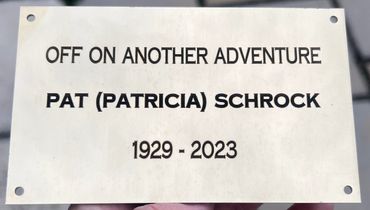 OFF ON ANOTHER ADVENTURE
PAT (PATRICIA) SCHROCK
1929 - 2023